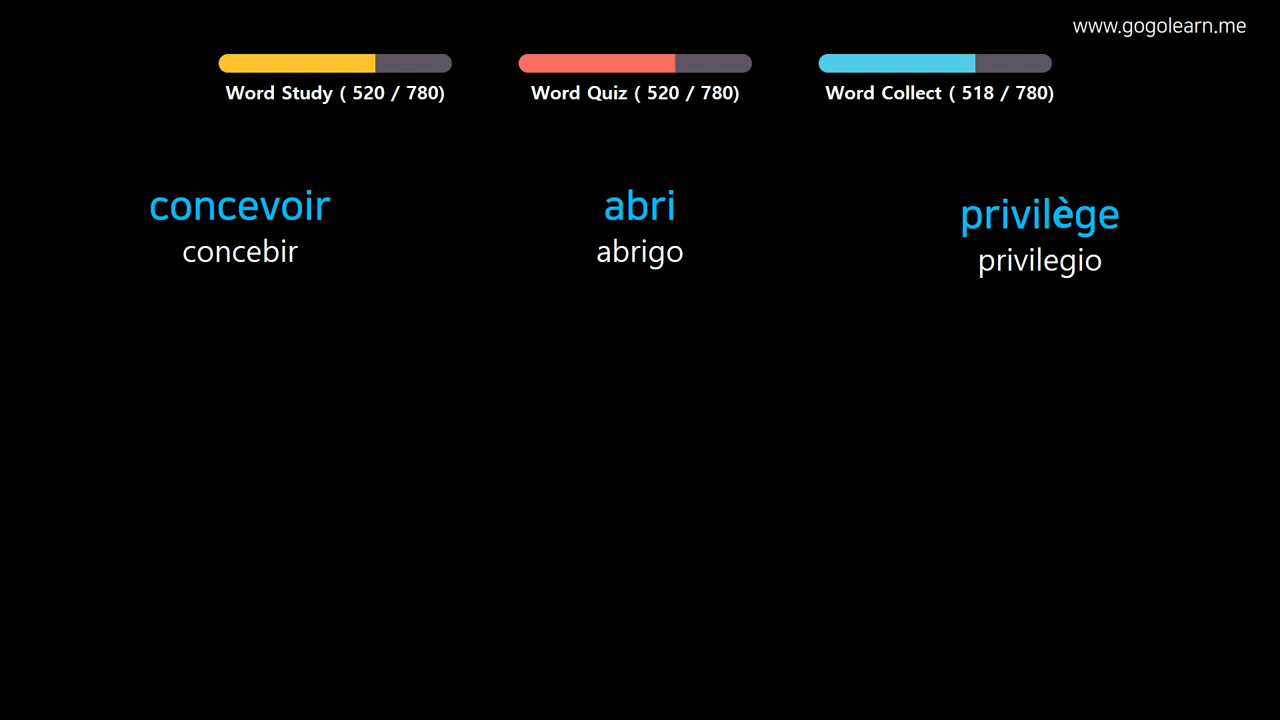 www.gogolearn.me
Word Study ( 520 / 780)
Word Quiz ( 520 / 780)
Word Collect ( 518 / 780)
concevoir
concebir
abri
abrigo
privilège
privilegio